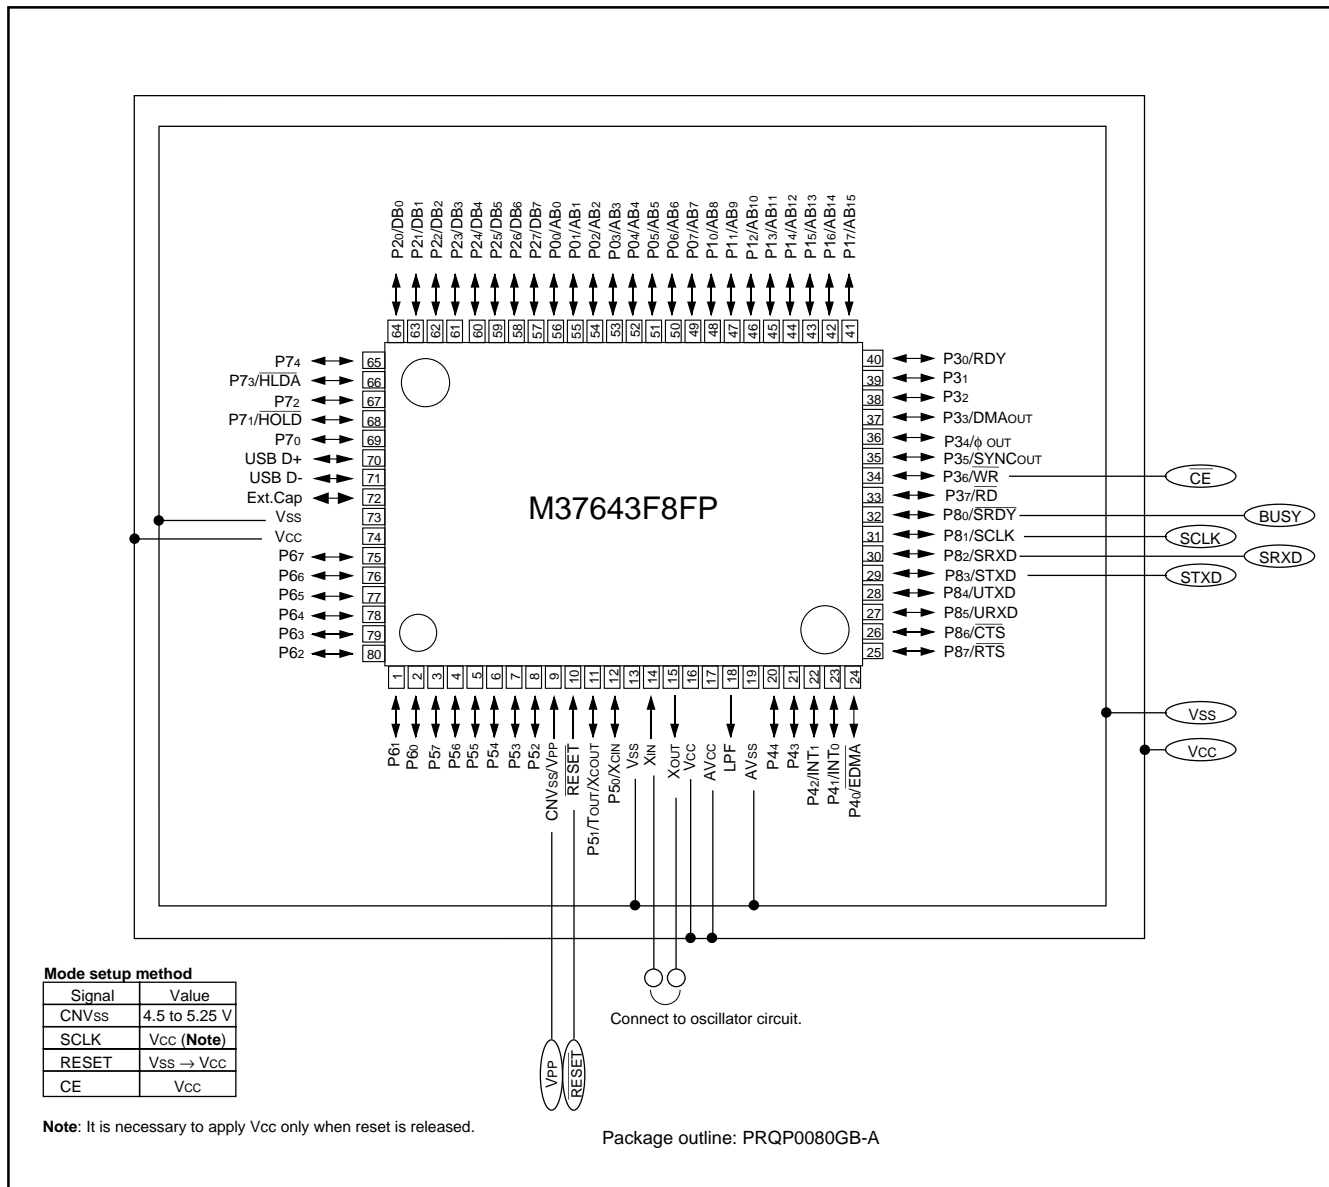 P20/DB0
P21/DB1
P22/DB2
P23/DB3
P24/DB4
P25/DB5
P26/DB6
P27/DB7
P00/AB0
P01/AB1
P02/AB2
P03/AB3
P04/AB4
P05/AB5
P06/AB6
P07/AB7
P10/AB8
P11/AB9
P12/AB10
P13/AB11
P14/AB12
P15/AB13
P16/AB14
P17/AB15
64 63 62 61 60 59 58 57 56 55 54 53 52 51 50 49 48 47 46 45 44 43 42 41
P74 65
P73/HLDA 66
P72 67
P71/HOLD 68
P70 69
USB D+ 70
USB D- 71
Ext.Cap 72
Vss 73
Vcc 74
P67 75
P66 76
P65 77
P64 78
P63 79
P62 80
M37643F8FP
40 P30/RDY
39 P31
38 P32
37 P33/DMAOUT
36 P34/ϕ OUT
35 P35/SYNCOUT
34 P36/WR CE
33 P37/RD
32 P80/SRDY BUSY
31 P81/SCLK SCLK
30 P82/SRXD SRXD
29 P83/STXD STXD
28 P84/UTXD
27 P85/URXD
26 P86/CTS
25 P87/RTS
1 2 3 4 5 6 7 8 9 10 11 12 13 14 15 16 17 18 19 20 21 22 23 24
P61
P60
P57
P56
P55
P54
P53
P52
CNVss/VPP
RESET
P51/TOUT/XCOUT
P50/XCIN
Vss
XIN
XOUT
Vcc
AVcc
LPF
AVss
P44
P43
P42/INT1
P41/INT0
P40/EDMA
Vss
Vcc
Connect to oscillator circuit.
VPP
RESET
Mode setup method
Signal Value
CNVss 4.5 to 5.25 V
SCLK Vcc (Note)
RESET Vss → Vcc
CE Vcc
Note: It is necessary to apply Vcc only when reset is released.
Package outline: PRQP0080GB-A